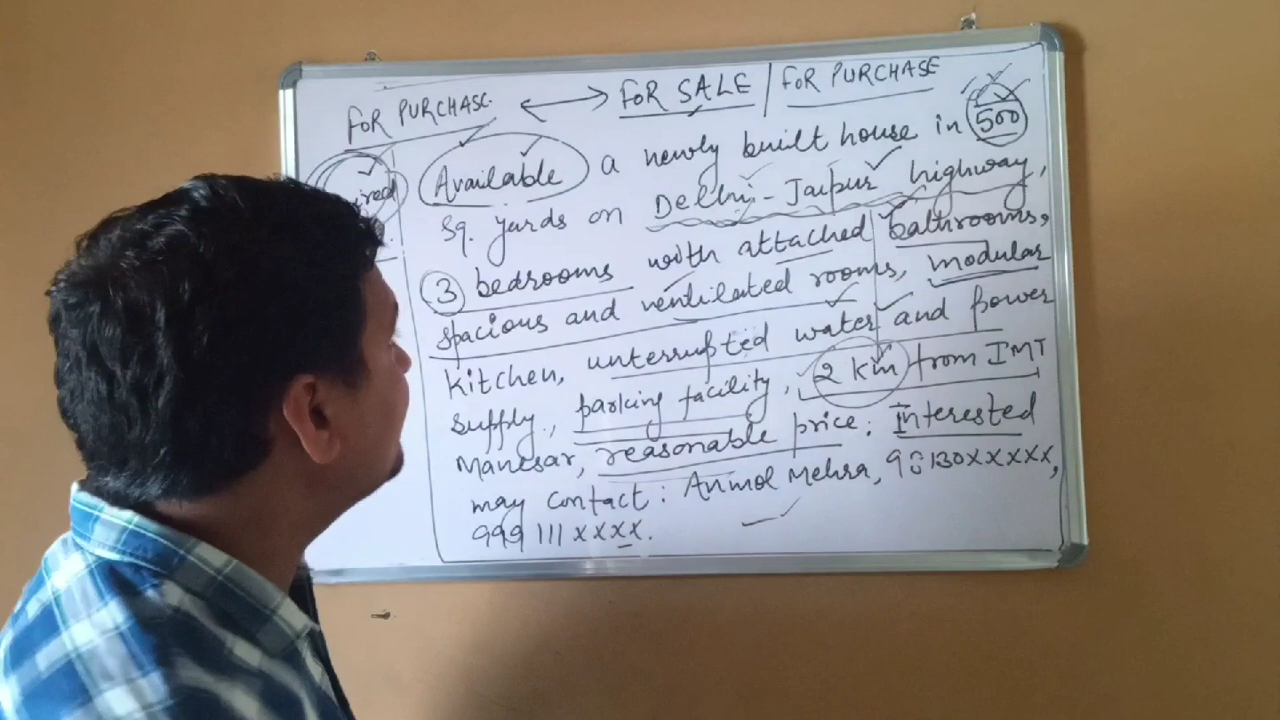 FOR PURCHASE ↔ FOR SALE / FOR PURCHASE
Available a newly built house in 500
sq. yards on Delhi-Jaipur highway,
3 bedrooms with attached bathrooms,
spacious and ventilated rooms, modular
kitchen, unterrupted water and power
supply., parking facility, 2 km from IMT
Manesar, reasonable price: Interested
may contact: Anmol Mehra, 98130XXXXX,
999111XXXX.